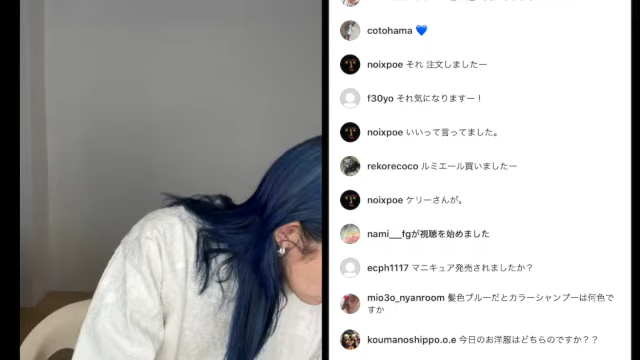 cotohama 💙
noixpoe それ 注文しましたー
f30yo それ気になりますー！
noixpoe いいって言ってました。
rekorecoco ルミエール買いましたー
noixpoe ケリーさんが。
nami___fgが視聴を始めました
ecph1117 マニキュア発売されましたか？
mio3o_nyanroom 髪色ブルーだとカラーシャンプーは何色で
すか
koumanoshippo.o.e 今日のお洋服はどちらのですか？？